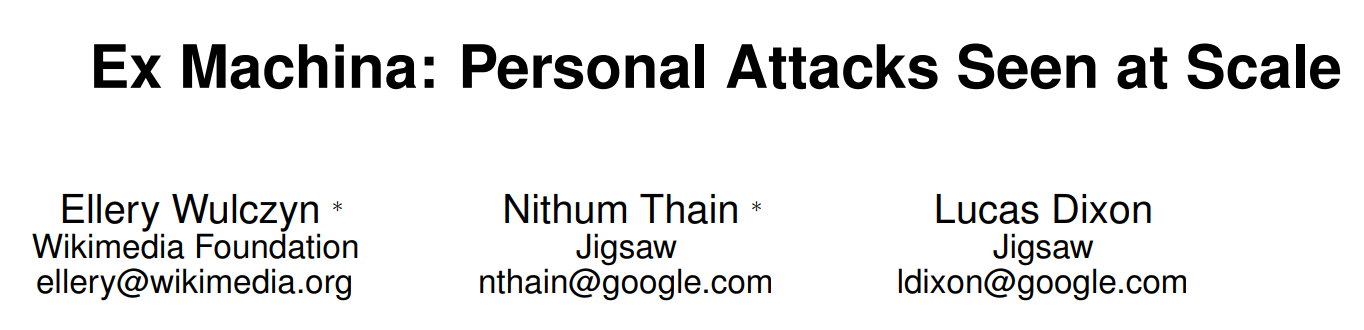 Ex Machina: Personal Attacks Seen at Scale
Ellery Wulczyn *
Wikimedia Foundation
ellery@wikimedia.org
Nithum Thain *
Jigsaw
nthain@google.com
Lucas Dixon
Jigsaw
ldixon@google.com